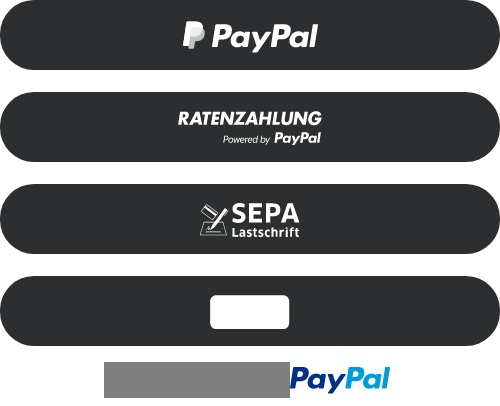 PayPal
RATENZAHLUNG
Powered by PayPal
SEPA
Lastschrift
PayPal